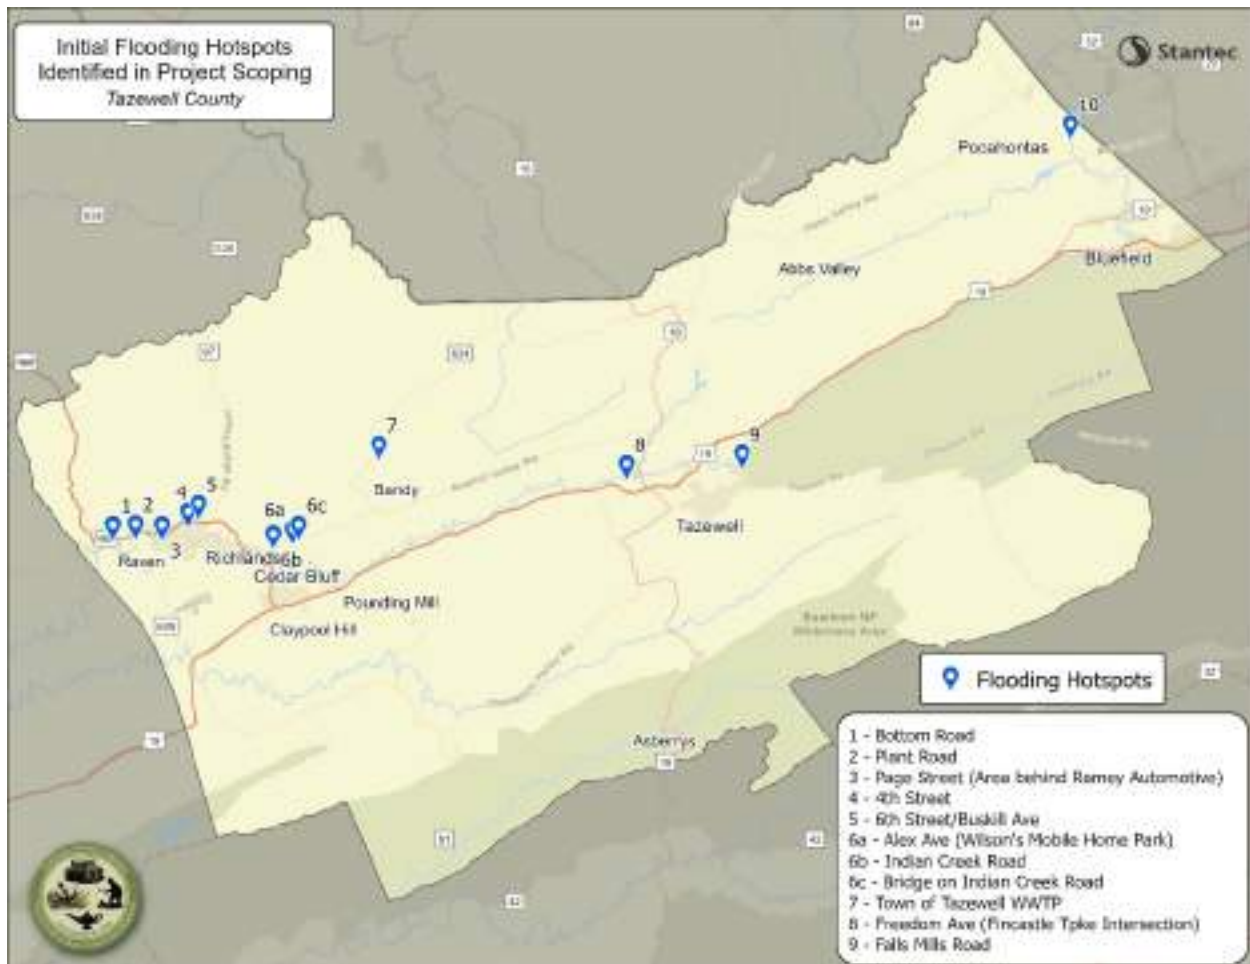 Initial Flooding Hotspots
Identified in Project Scoping
Tazewell County
Stantec
10
Pocahontas
Abbs Valley
Bluefield
19
7
8
9
Bandy
Tazewell
1
2
3
4
5
6a
6b
6c
Raven
Richlands
Cedar Bluff
Pounding Mill
Claypool Hill
Asberrys
Flooding Hotspots
1 - Bottom Road
2 - Plant Road
3 - Page Street (Area behind Ramey Automotive)
4 - 4th Street
5 - 6th Street/Buskill Ave
6a - Alex Ave (Wilson's Mobile Home Park)
6b - Indian Creek Road
6c - Bridge on Indian Creek Road
7 - Town of Tazewell WWTP
8 - Freedom Ave (Fincastle Tpke Intersection)
9 - Falls Mills Road